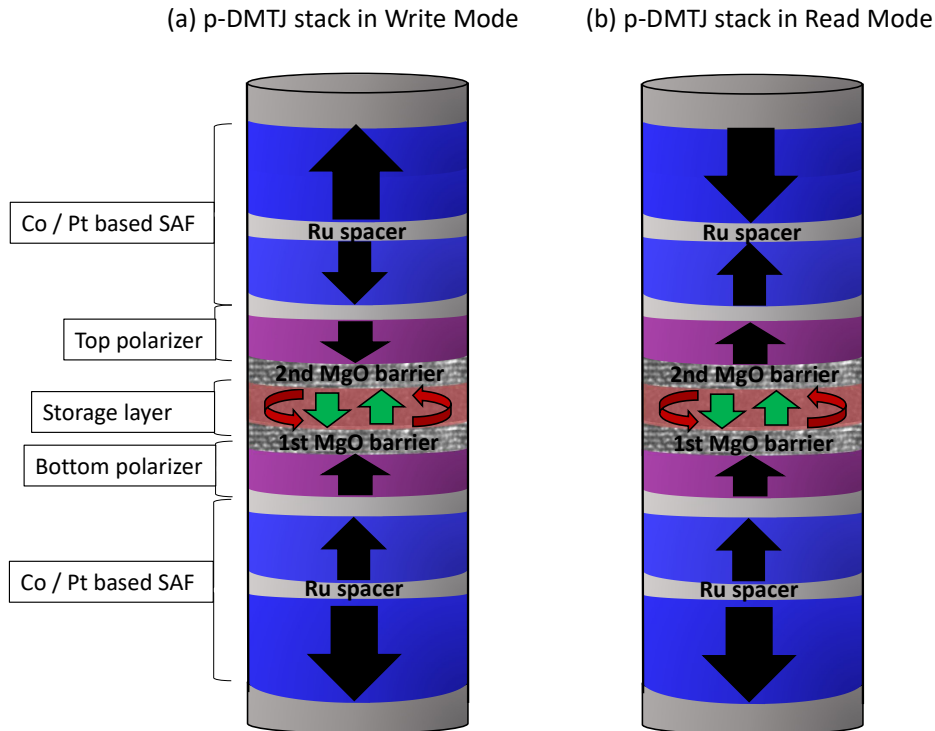 (a) p-DMTJ stack in Write Mode
(b) p-DMTJ stack in Read Mode
Co / Pt based SAF
Top polarizer
Storage layer
Bottom polarizer
Co / Pt based SAF
Ru spacer
2nd MgO barrier
1st MgO barrier
Ru spacer
Ru spacer
2nd MgO barrier
1st MgO barrier
Ru spacer